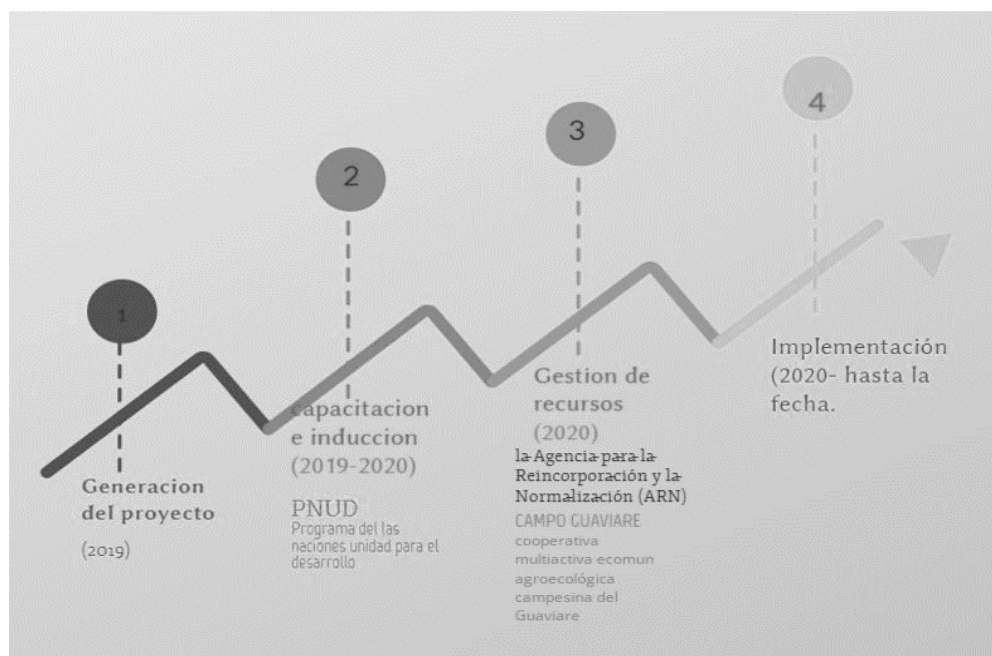 1
Generacion
del proyecto
(2019)
2
capacitacion
e induccion
(2019-2020)
PNUD
Programa del las
naciones unidad para el
desarrollo
3
Gestion de
recursos
(2020)
la Agencia para la
Reincorporación y la
Normalización (ARN)
CAMPO GUAVIARE
cooperativa
multiactiva ecomun
agroecológica
campesina del
Guaviare
4
Implementación
(2020- hasta la
fecha.